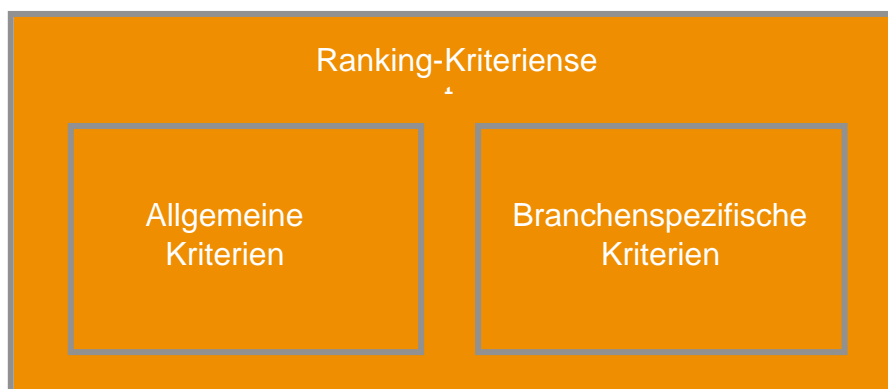 Ranking-Kriteriense
Allgemeine
Kriterien
Branchenspezifische
Kriterien